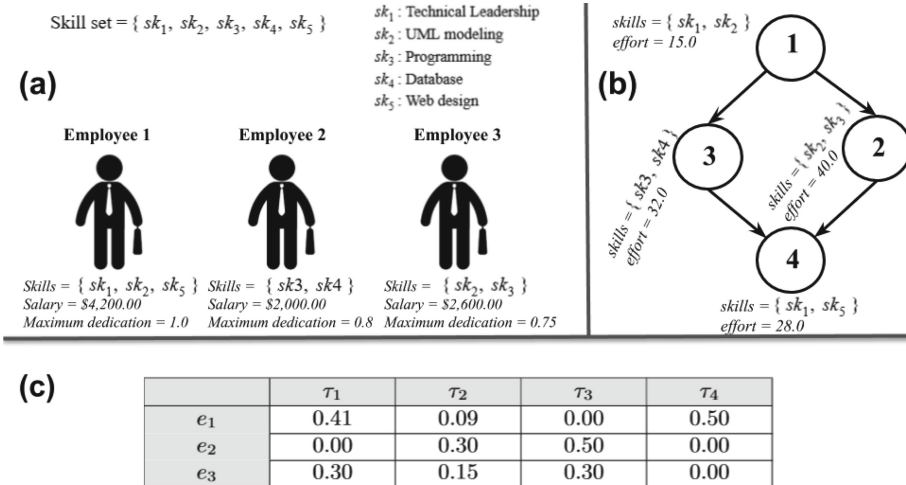 Skill set = { sk₁, sk₂, sk₃, sk₄, sk₅ }
sk₁ : Technical Leadership
sk₂ : UML modeling
sk₃ : Programming
sk₄ : Database
sk₅ : Web design
(a)
Employee 1
Skills = { sk₁, sk₂, sk₅ }
Salary = $4,200.00
Maximum dedication = 1.0
Employee 2
Skills = { sk3, sk4 }
Salary = $2,000.00
Maximum dedication = 0.8
Employee 3
Skills = { sk₂, sk₃ }
Salary = $2,600.00
Maximum dedication = 0.75
(b)
skills = { sk₁, sk₂ }
effort = 15.0
1
3
skills = { sk3, sk4 }
effort = 32.0
2
skills = { sk₂, sk₃ }
effort = 40.0
4
skills = { sk₁, sk₅ }
effort = 28.0
(c)
τ₁ τ₂ τ₃ τ₄
e₁ 0.41 0.09 0.00 0.50
e₂ 0.00 0.30 0.50 0.00
e₃ 0.30 0.15 0.30 0.00